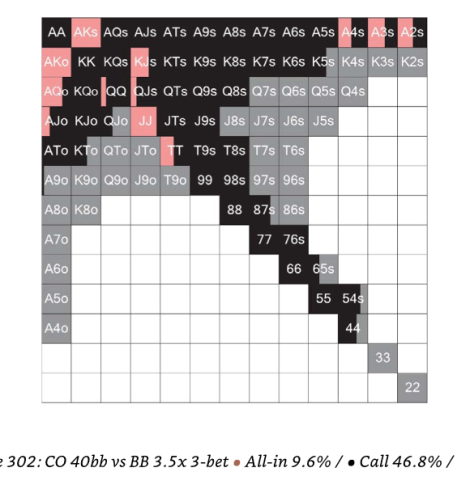 AA AKs AQs AJs ATs A9s A8s A7s A6s A5s A4s A3s A2s
AKo KK KQs KJs KTs K9s K8s K7s K6s K5s K4s K3s K2s
AQo KQo QQ QJs QTs Q9s Q8s Q7s Q6s Q5s Q4s
AJo KJo QJo JJ JTs J9s J8s J7s J6s J5s
ATo KTo QTo JTo TT T9s T8s T7s T6s
A9o K9o Q9o J9o T9o 99 98s 97s 96s
A8o K8o 88 87s 86s
A7o 77 76s
A6o 66 65s
A5o 55 54s
A4o 44
33
22
302: CO 40bb vs BB 3.5x 3-bet • All-in 9.6% / • Call 46.8% /